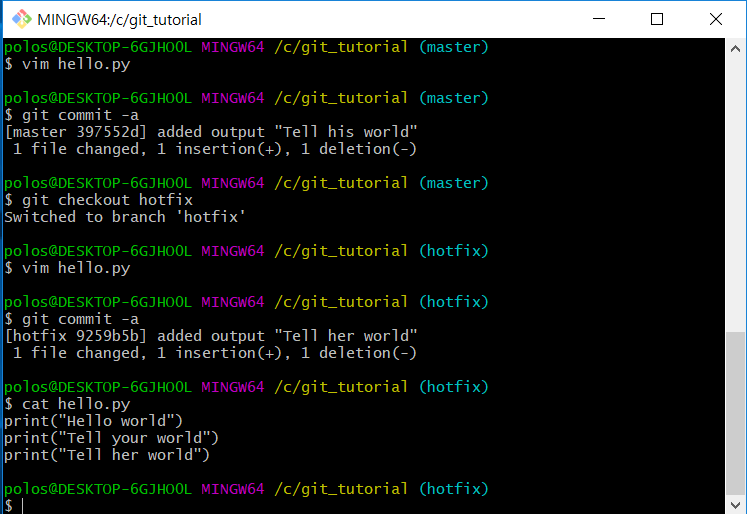 MINGW64:/c/git_tutorial
polos@DESKTOP-6GJHOOL MINGW64 /c/git_tutorial (master)
$ vim hello.py
polos@DESKTOP-6GJHOOL MINGW64 /c/git_tutorial (master)
$ git commit -a
[master 397552d] added output "Tell his world"
 1 file changed, 1 insertion(+), 1 deletion(-)
polos@DESKTOP-6GJHOOL MINGW64 /c/git_tutorial (master)
$ git checkout hotfix
Switched to branch 'hotfix'
polos@DESKTOP-6GJHOOL MINGW64 /c/git_tutorial (hotfix)
$ vim hello.py
polos@DESKTOP-6GJHOOL MINGW64 /c/git_tutorial (hotfix)
$ git commit -a
[hotfix 9259b5b] added output "Tell her world"
 1 file changed, 1 insertion(+), 1 deletion(-)
polos@DESKTOP-6GJHOOL MINGW64 /c/git_tutorial (hotfix)
$ cat hello.py
print("Hello world")
print("Tell your world")
print("Tell her world")
polos@DESKTOP-6GJHOOL MINGW64 /c/git_tutorial (hotfix)
$